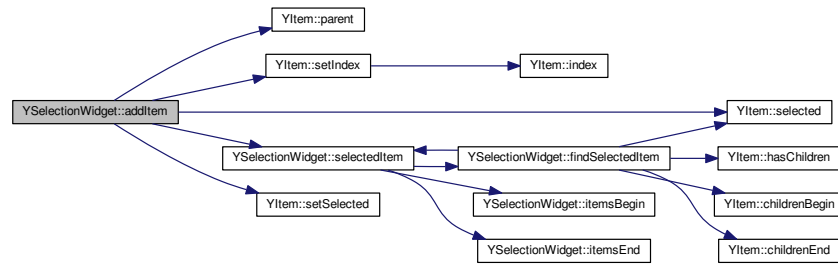 YItem::parent
YItem::setIndex
YItem::index
YSelectionWidget::addItem
YItem::selected
YSelectionWidget::selectedItem
YSelectionWidget::findSelectedItem
YItem::hasChildren
YItem::setSelected
YSelectionWidget::itemsBegin
YItem::childrenBegin
YSelectionWidget::itemsEnd
YItem::childrenEnd